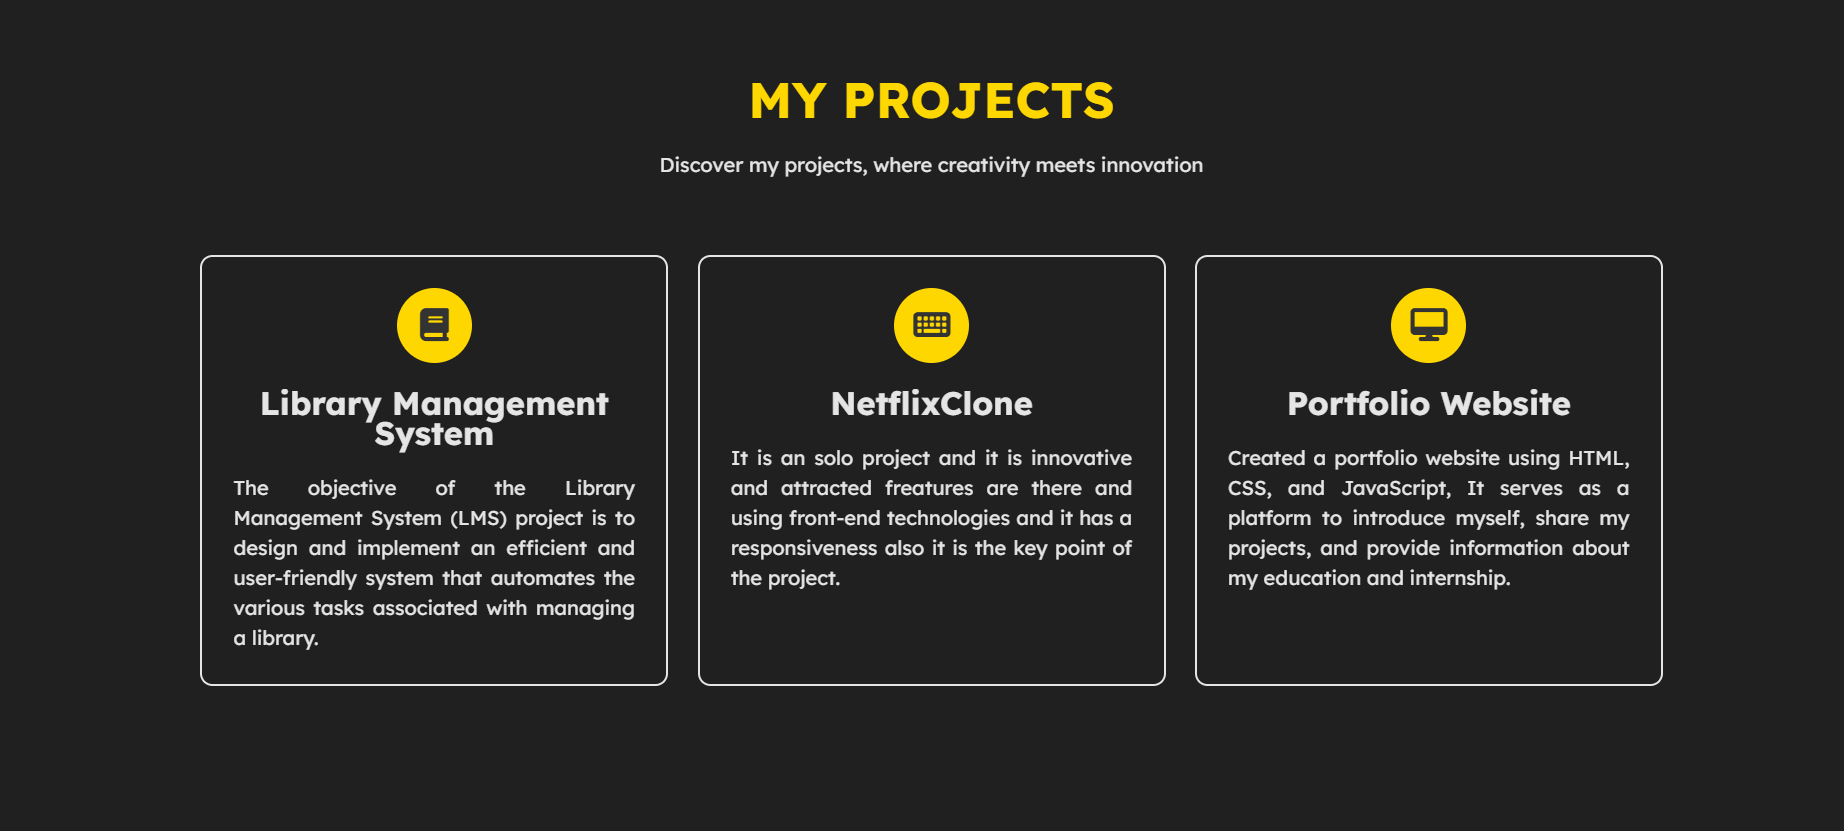 MY PROJECTS
Discover my projects, where creativity meets innovation
Library Management
System
The objective of the Library
Management System (LMS) project is to
design and implement an efficient and
user-friendly system that automates the
various tasks associated with managing
a library.
NetflixClone
It is an solo project and it is innovative
and attracted freatures are there and
using front-end technologies and it has a
responsiveness also it is the key point of
the project.
Portfolio Website
Created a portfolio website using HTML,
CSS, and JavaScript, It serves as a
platform to introduce myself, share my
projects, and provide information about
my education and internship.